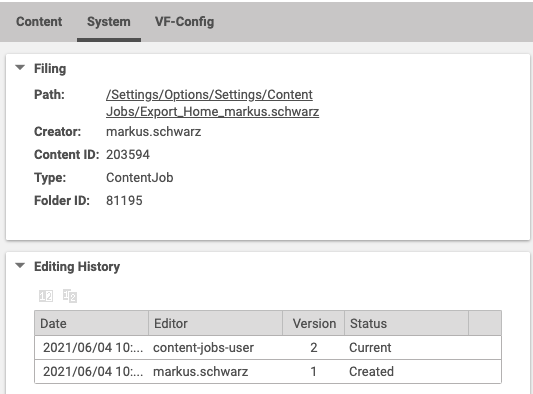 Content System VF-Config
Filing
Path: /Settings/Options/Settings/Content
Jobs/Export_Home_markus.schwarz
Creator: markus.schwarz
Content ID: 203594
Type: ContentJob
Folder ID: 81195
Editing History
Date Editor Version Status
2021/06/04 10:... content-jobs-user 2 Current
2021/06/04 10:... markus.schwarz 1 Created